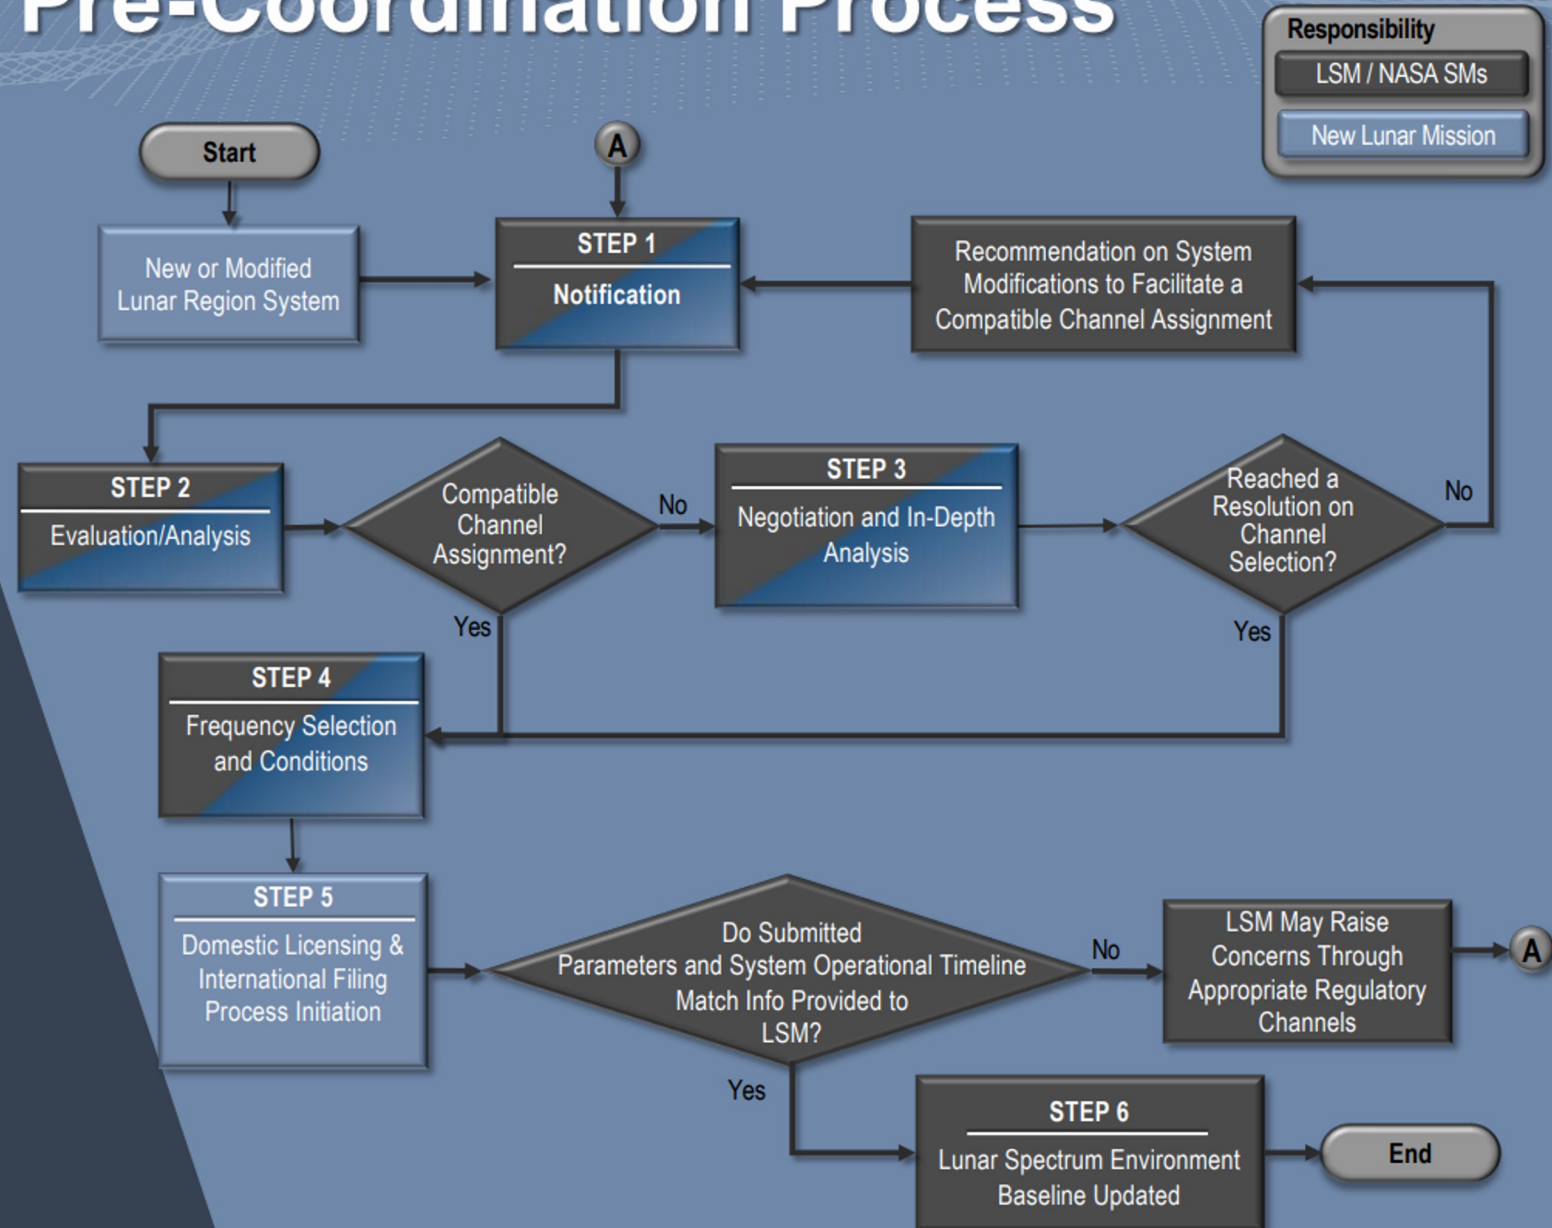 Pre-Coordination Process
Responsibility
LSM / NASA SMs
New Lunar Mission
Start
A
New or Modified
Lunar Region System
STEP 1
Notification
Recommendation on System
Modifications to Facilitate a
Compatible Channel Assignment
STEP 2
Evaluation/Analysis
Compatible
Channel
Assignment?
No
Yes
STEP 3
Negotiation and In-Depth
Analysis
Reached a
Resolution on
Channel
Selection?
No
Yes
STEP 4
Frequency Selection
and Conditions
STEP 5
Domestic Licensing &
International Filing
Process Initiation
Do Submitted
Parameters and System Operational Timeline
Match Info Provided to
LSM?
No
Yes
LSM May Raise
Concerns Through
Appropriate Regulatory
Channels
A
STEP 6
Lunar Spectrum Environment
Baseline Updated
End